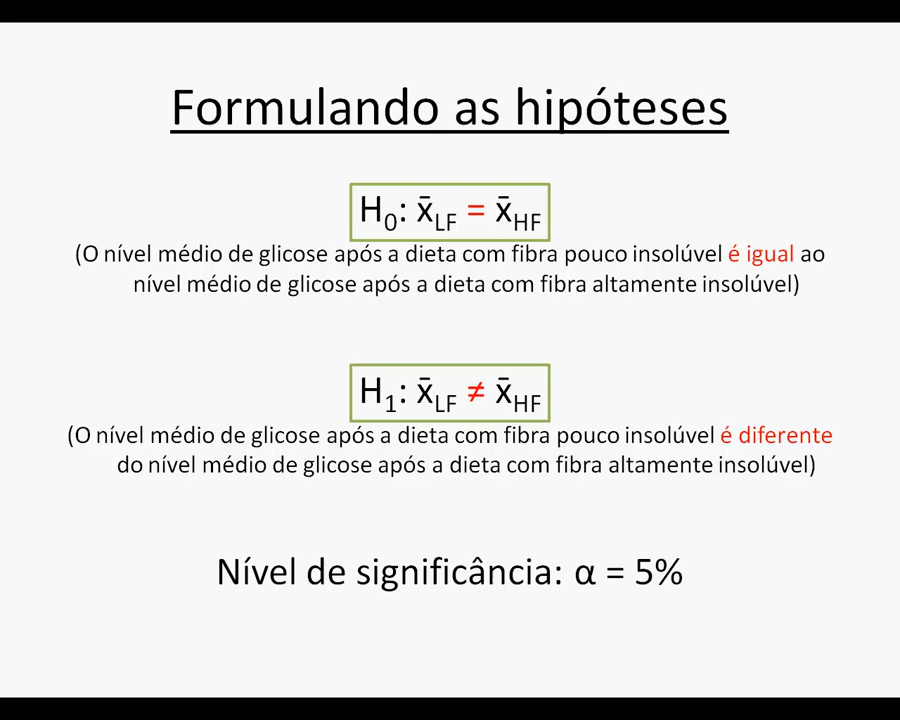 Formulando as hipóteses
H₀: x̄LF = x̄HF
(O nível médio de glicose após a dieta com fibra pouco insolúvel é igual ao
nível médio de glicose após a dieta com fibra altamente insolúvel)
H₁: x̄LF ≠ x̄HF
(O nível médio de glicose após a dieta com fibra pouco insolúvel é diferente
do nível médio de glicose após a dieta com fibra altamente insolúvel)
Nível de significância: α = 5%